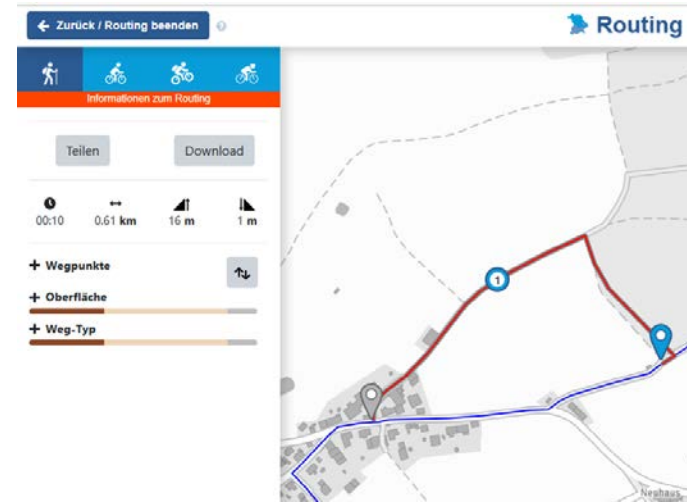 Zurück / Routing beenden
Routing
Informationen zum Routing
Teilen
Download
00:10
0.61 km
16 m
1 m
+ Wegpunkte
+ Oberfläche
+ Weg-Typ
1
Neuhaus